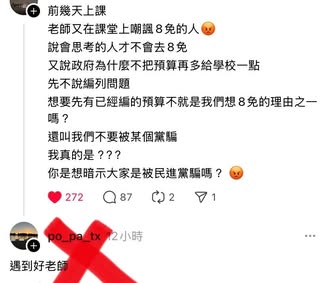 前幾天上課
老師又在課堂上嘲諷8免的人😡
說會思考的人才不會去8免
又說政府為什麼不把預算再多給學校一點
先不說編列問題
想要先有已經編的預算不就是我們想8免的理由之一
嗎？
還叫我們不要被某個黨騙
我真的是？？？
你是想暗示大家是被民進黨騙嗎？ 😡
272 87 2 1
po_pa_tx 12小時
遇到好老師